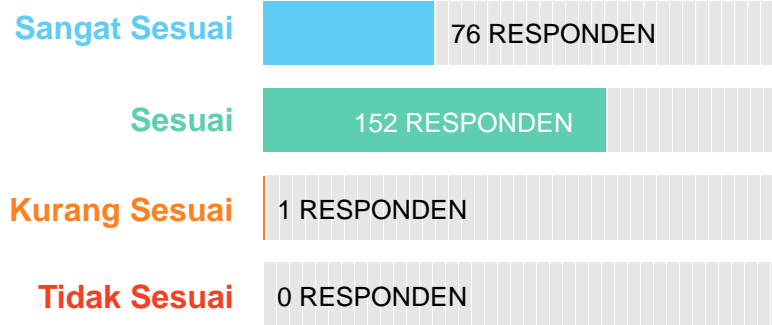 Sangat Sesuai 76 RESPONDEN
Sesuai 152 RESPONDEN
Kurang Sesuai 1 RESPONDEN
Tidak Sesuai 0 RESPONDEN